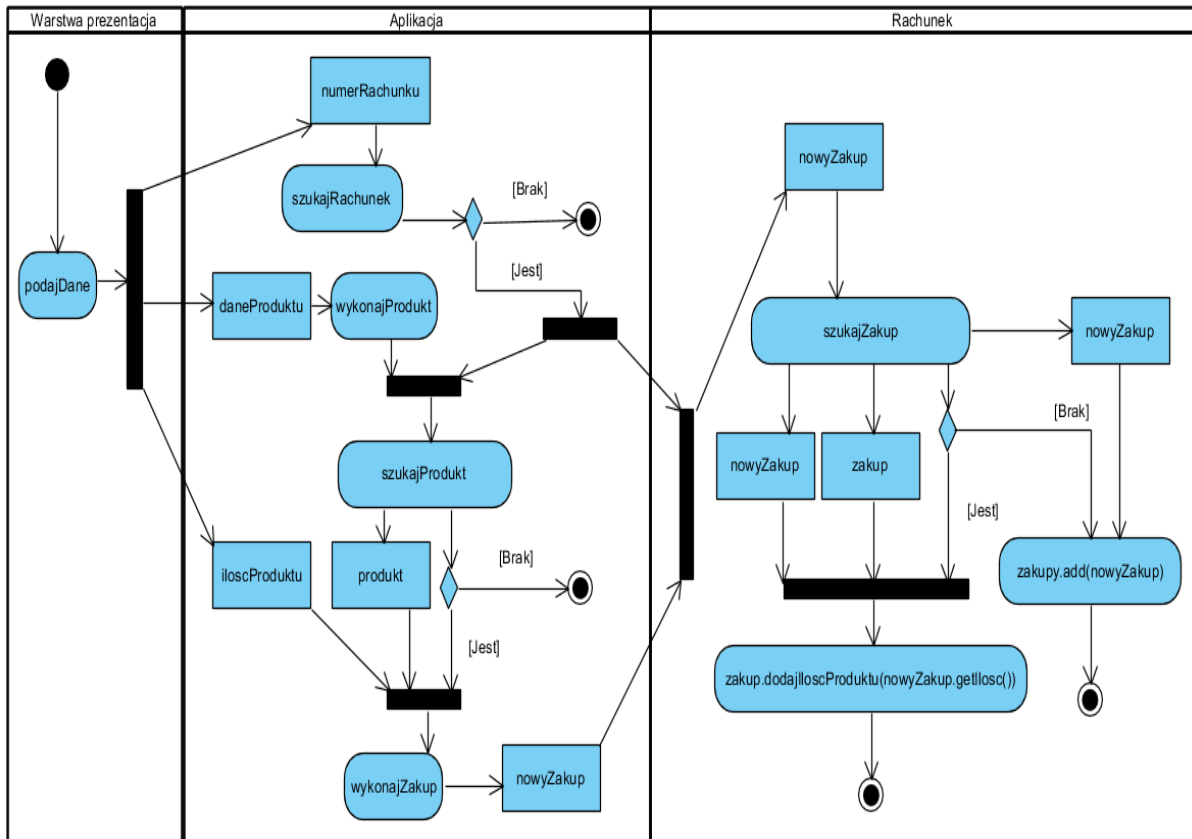 Warstwa prezentacja
Aplikacja
Rachunek
numerRachunku
szukajRachunek
[Brak]
[Jest]
podajDane
daneProduktu
wykonajProdukt
szukajProdukt
iloscProduktu
produkt
[Brak]
[Jest]
wykonajZakup
nowyZakup
nowyZakup
szukajZakup
nowyZakup
nowyZakup
zakup
[Brak]
[Jest]
zakupy.add(nowyZakup)
zakup.dodajIloscProduktu(nowyZakup.getIlosc())